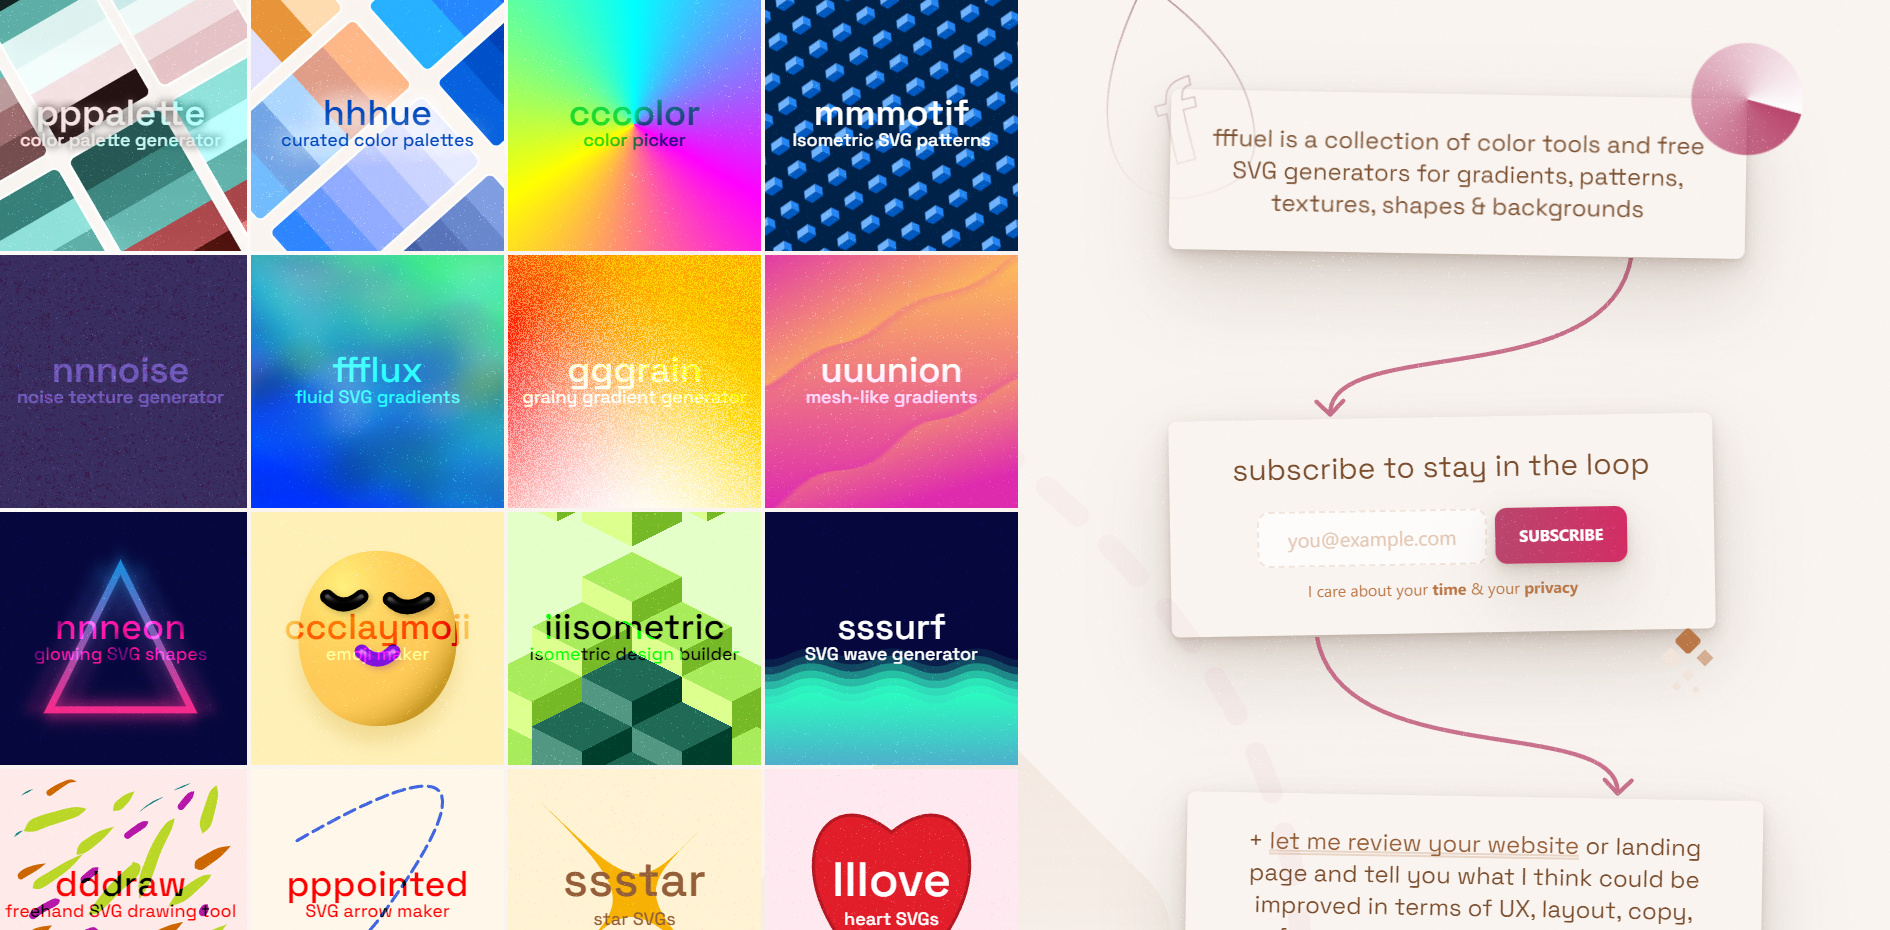 pppalette
color palette generator
hhhue
curated color palettes
cccolor
color picker
mmmotif
Isometric SVG patterns
nnnoise
noise texture generator
ffflux
fluid SVG gradients
gggrain
grainy gradient generator
uuunion
mesh-like gradients
nnneon
glowing SVG shapes
ccclaymoji
emoji maker
iiisometric
isometric design builder
sssurf
SVG wave generator
dddraw
freehand SVG drawing tool
pppointed
SVG arrow maker
ssstar
star SVGs
lllove
heart SVGs
f
fffuel is a collection of color tools and free
SVG generators for gradients, patterns,
textures, shapes & backgrounds
subscribe to stay in the loop
you@example.com
SUBSCRIBE
I care about your time & your privacy
+ let me review your website or landing
page and tell you what I think could be
improved in terms of UX, layout, copy,